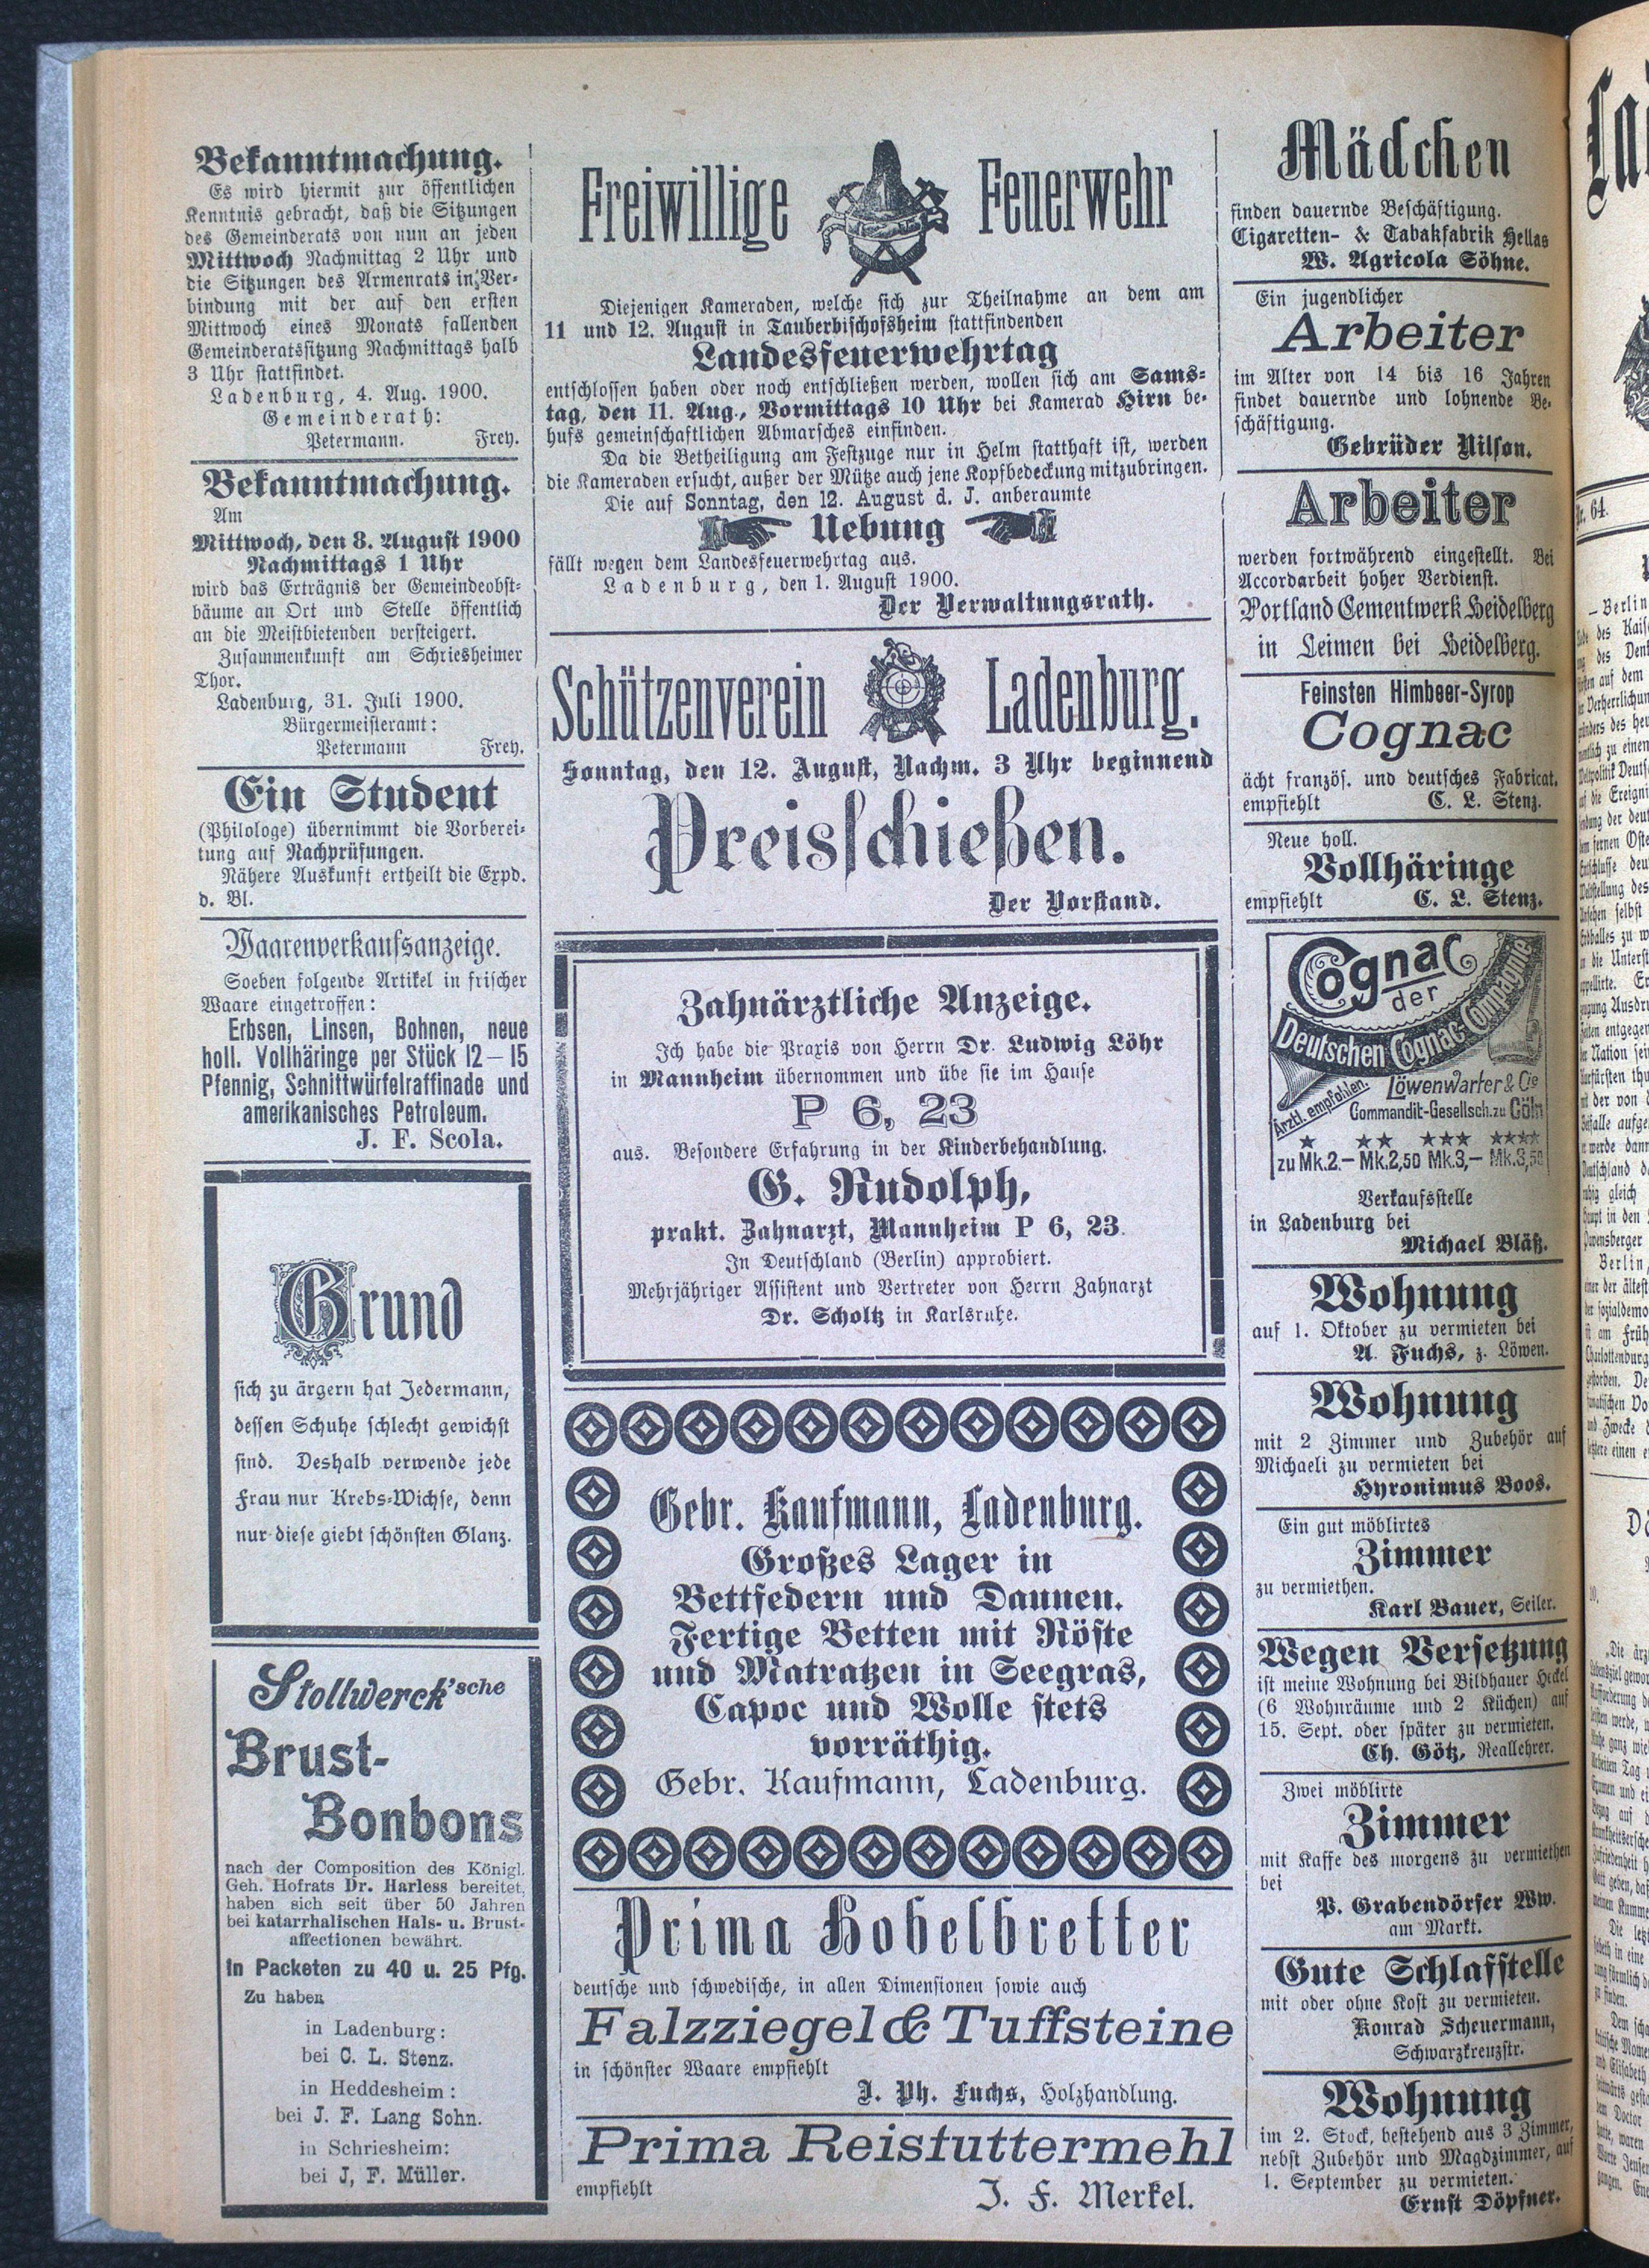 Bekanntmachung.
Es wird hiermit zur öffentlichen
Kenntnis gebracht, daß die Sitzungen
des Gemeinderats von nun an jeden
Mittwoch Nachmittag 2 Uhr und
die Sitzungen des Armenrats in Ver-
bindung mit der auf den ersten
Mittwoch eines Monats fallenden
Gemeinderatssitzung Nachmittags halb
3 Uhr stattfindet.
Ladenburg, 4. Aug. 1900.
Gemeinderath:
Petermann. Frey.
Bekanntmachung.
Am
Mittwoch, den 8. August 1900
Nachmittags 1 Uhr
wird das Erträgnis der Gemeindeobst-
bäume an Ort und Stelle öffentlich
an die Meistbietenden versteigert.
Zusammenkunft am Schriesheimer
Thor.
Ladenburg, 31. Juli 1900.
Bürgermeisteramt:
Petermann Frey.
Ein Student
(Philologe) übernimmt die Vorberei-
tung auf Nachprüfungen.
Nähere Auskunft ertheilt die Expd.
d. Bl.
Waarenverkaufsanzeige.
Soeben folgende Artikel in frischer
Waare eingetroffen:
Erbsen, Linsen, Bohnen, neue
holl. Vollhäringe per Stück 12–15
Pfennig, Schnittwürfelraffinade und
amerikanisches Petroleum.
J. F. Scola.
Grund
sich zu ärgern hat Jedermann,
dessen Schuhe schlecht gewichst
sind. Deshalb verwende jede
Frau nur Krebs-Wichse, denn
nur diese giebt schönsten Glanz.
Stollwerck'sche
Brust-
Bonbons
nach der Composition des Königl.
Geh. Hofrats Dr. Harless bereitet,
haben sich seit über 50 Jahren
bei katarrhalischen Hals- u. Brust-
affectionen bewährt.
in Packeten zu 40 u. 25 Pfg.
Zu haben
in Ladenburg:
bei C. L. Stenz.
in Heddesheim:
bei J. F. Lang Sohn.
in Schriesheim:
bei J, F. Müller.
Freiwillige Feuerwehr
Diejenigen Kameraden, welche sich zur Theilnahme an dem am
11 und 12. August in Tauberbischofsheim stattfindenden
Landesfeuerwehrtag
entschlossen haben oder noch entschließen werden, wollen sich am Sams-
tag, den 11. Aug., Vormittags 10 Uhr bei Kamerad Hirn be-
hufs gemeinschaftlichen Abmarsches einfinden.
Da die Betheiligung am Festzuge nur in Helm statthaft ist, werden
die Kameraden ersucht, außer der Mütze auch jene Kopfbedeckung mitzubringen.
Die auf Sonntag, den 12. August d. J. anberaumte
Uebung
fällt wegen dem Landesfeuerwehrtag aus.
Ladenburg, den 1. August 1900.
Der Verwaltungsrath.
Schützenverein Ladenburg.
Sonntag, den 12. August, Nachm. 3 Uhr beginnend
Preisschießen.
Der Vorstand.
Zahnärztliche Anzeige.
Ich habe die Praxis von Herrn Dr. Ludwig Löhr
in Mannheim übernommen und übe sie im Hause
P 6, 23
aus. Besondere Erfahrung in der Kinderbehandlung.
G. Rudolph,
prakt. Zahnarzt, Mannheim P 6, 23.
In Deutschland (Berlin) approbiert.
Mehrjähriger Assistent und Vertreter von Herrn Zahnarzt
Dr. Scholtz in Karlsruhe.
Gebr. Kaufmann, Ladenburg.
Großes Lager in
Bettfedern und Daunen.
Fertige Betten mit Röste
und Matratzen in Seegras,
Capoc und Wolle stets
vorräthig.
Gebr. Kaufmann, Ladenburg.
Prima Hobelbretter
deutsche und schwedische, in allen Dimensionen sowie auch
Falzziegel & Tuffsteine
in schönster Waare empfiehlt
J. Ph. Fuchs, Holzhandlung.
Prima Reisfuttermehl
empfiehlt J. F. Merkel.
Mädchen
finden dauernde Beschäftigung.
Cigaretten- & Tabakfabrik Hellas
W. Agricola Söhne.
Ein jugendlicher
Arbeiter
im Alter von 14 bis 16 Jahren
findet dauernde und lohnende Be-
schäftigung.
Gebrüder Nilson.
Arbeiter
werden fortwährend eingestellt. Bei
Accordarbeit hoher Verdienst.
Portland Cementwerk Heidelberg
in Leimen bei Heidelberg.
Feinsten Himbeer-Syrop
Cognac
ächt französ. und deutsches Fabricat.
empfiehlt C. L. Stenz.
Neue holl.
Vollhäringe
empfiehlt C. L. Stenz.
Cognac
der
Deutschen Cognac-Compagnie
Ärztl. empfohlen.
Löwenwarter & Cie
Commandit-Gesellsch. zu Cöln
★ ★★ ★★★ ★★★★
zu Mk.2.– Mk.2,50 Mk.3,– Mk.3,50
Verkaufsstelle
in Ladenburg bei
Michael Bläß.
Wohnung
auf 1. Oktober zu vermieten bei
A. Fuchs, z. Löwen.
Wohnung
mit 2 Zimmer und Zubehör auf
Michaeli zu vermieten bei
Hyronimus Boos.
Ein gut möblirtes
Zimmer
zu vermiethen.
Karl Bauer, Seiler.
Wegen Versetzung
ist meine Wohnung bei Bildhauer Heckel
(6 Wohnräume und 2 Küchen) auf
15. Sept. oder später zu vermieten.
Ch. Götz, Reallehrer.
Zwei möblirte
Zimmer
mit Kaffe des morgens zu vermiethen
bei
P. Grabendörfer Ww.
am Markt.
Gute Schlafstelle
mit oder ohne Kost zu vermieten.
Konrad Scheuermann,
Schwarzkreuzstr.
Wohnung
im 2. Stock, bestehend aus 3 Zimmer,
nebst Zubehör und Magdzimmer, auf
1. September zu vermieten.
Ernst Döpfner.
64.
– Berlin